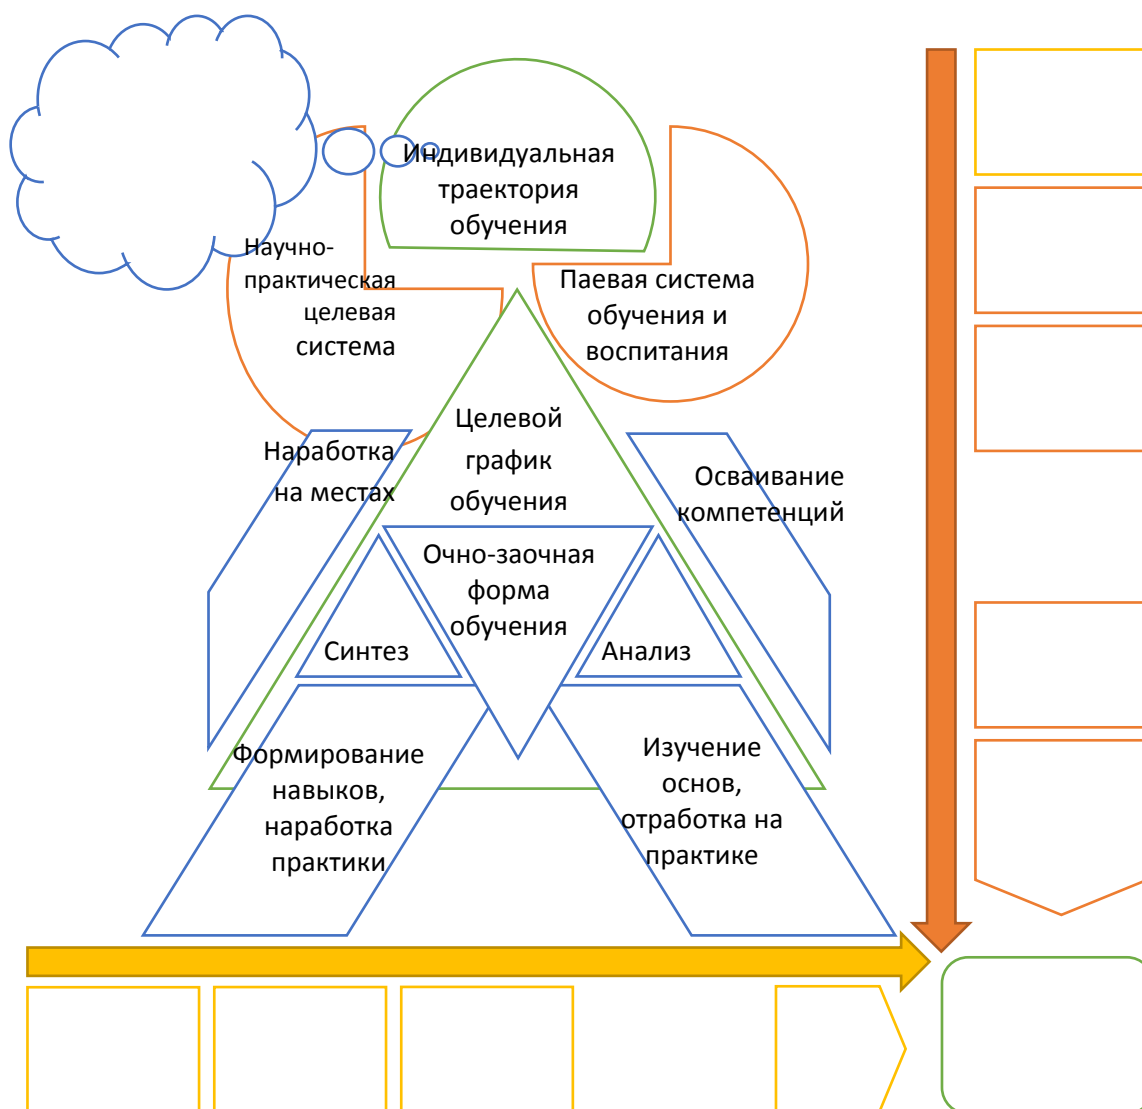 Индивидуальная
траектория
обучения
Научно-
практическая
целевая
система
Паевая система
обучения и
воспитания
Целевой
график
обучения
Наработка
на местах
Осваивание
компетенций
Очно-заочная
форма
обучения
Синтез
Анализ
Формирование
навыков,
наработка
практики
Изучение
основ,
отработка на
практике